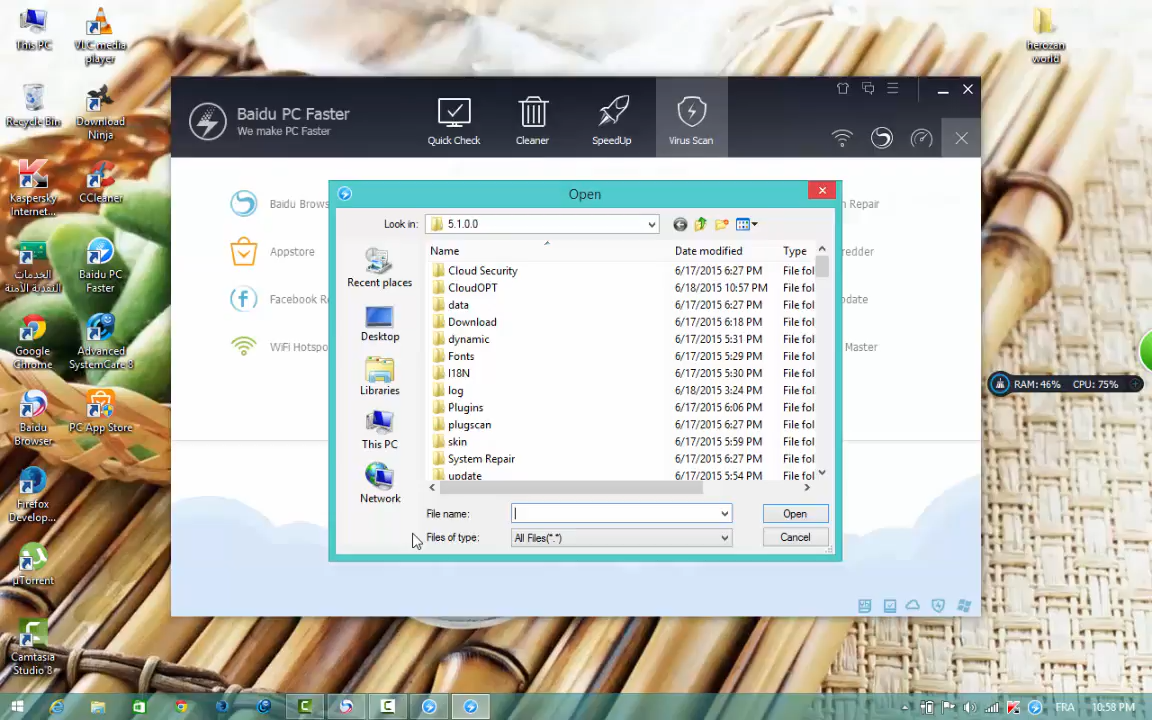 This PC
VLC media
player
herozan
world
Recycle Bin
Download
Ninja
Kaspersky
Internet...
CCleaner
الخدمات
النقدية الآمنة
Baidu PC
Faster
Google
Chrome
Advanced
SystemCare 8
Baidu
Browser
PC App Store
Firefox
Develop...
µTorrent
Camtasia
Studio 8
Baidu PC Faster
We make PC Faster
Quick Check
Cleaner
SpeedUp
Virus Scan
Baidu Brows
Appstore
Facebook Re
WiFi Hotspo
n Repair
redder
date
Master
Open
Look in:
5.1.0.0
Recent places
Desktop
Libraries
This PC
Network
Name Date modified Type
Cloud Security 6/17/2015 6:27 PM File fol
CloudOPT 6/18/2015 10:57 PM File fol
data 6/17/2015 6:27 PM File fol
Download 6/17/2015 6:18 PM File fol
dynamic 6/17/2015 5:31 PM File fol
Fonts 6/17/2015 5:29 PM File fol
I18N 6/17/2015 5:30 PM File fol
log 6/18/2015 3:24 PM File fol
Plugins 6/17/2015 6:06 PM File fol
plugscan 6/17/2015 6:27 PM File fol
skin 6/17/2015 5:59 PM File fol
System Repair 6/17/2015 6:27 PM File fol
update 6/17/2015 5:54 PM File fol
File name:
Open
Files of type: All Files(*.*)
Cancel
RAM: 46% CPU: 75%
FRA 10:58 PM